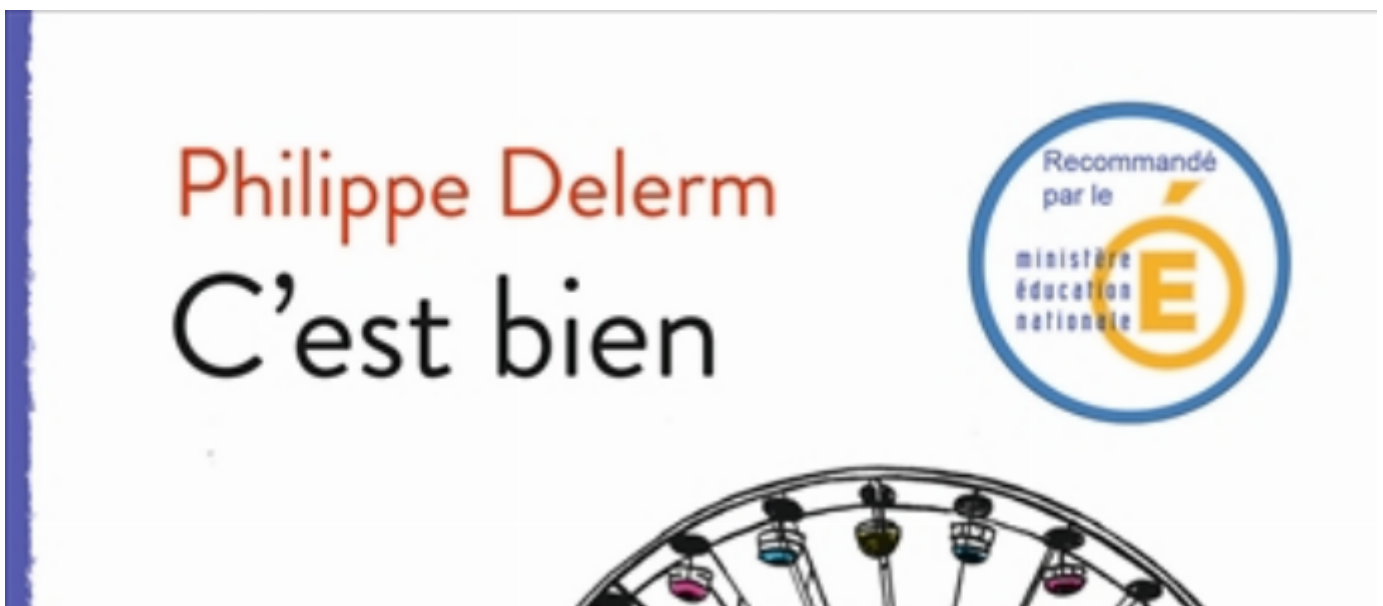 Philippe Delerm
C'est bien
Recommandé
par le
ministère
éducation
nationale
É